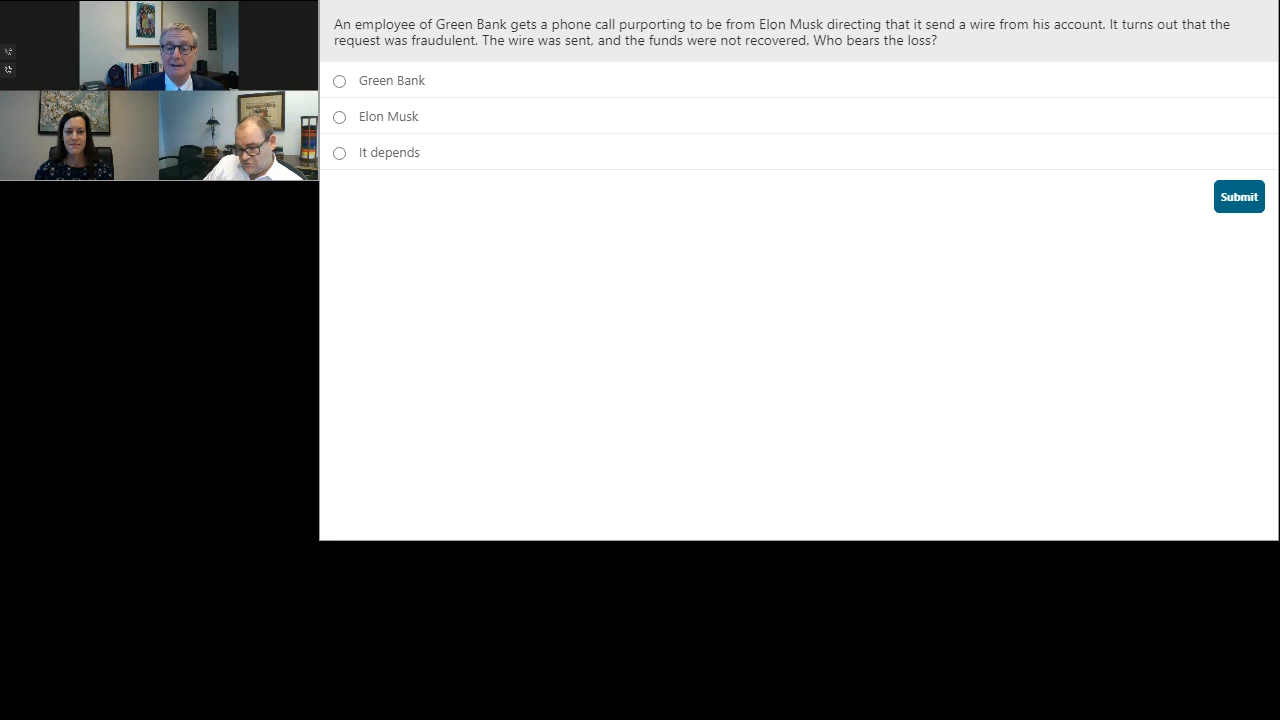 An employee of Green Bank gets a phone call purporting to be from Elon Musk directing that it send a wire from his account. It turns out that the
request was fraudulent. The wire was sent, and the funds were not recovered. Who bears the loss?
Green Bank
Elon Musk
It depends
Submit